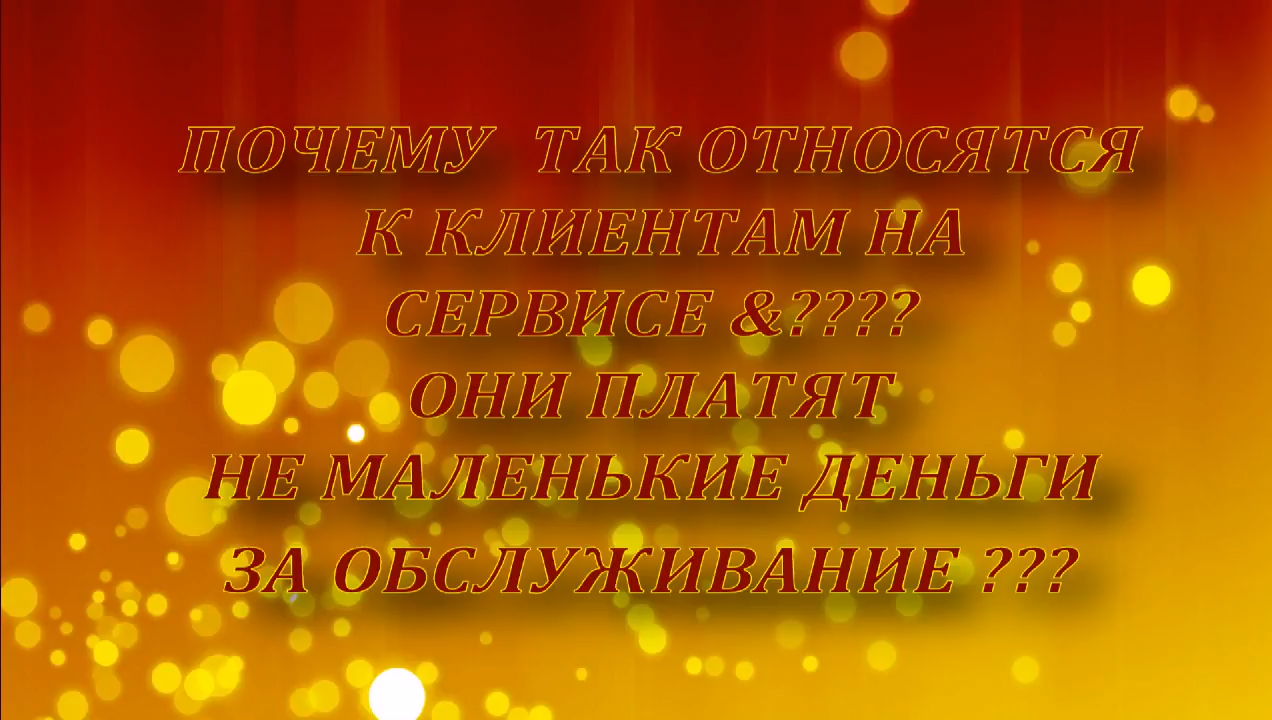 ПОЧЕМУ ТАК ОТНОСЯТСЯ
К КЛИЕНТАМ НА
СЕРВИСЕ &????
ОНИ ПЛАТЯТ
НЕ МАЛЕНЬКИЕ ДЕНЬГИ
ЗА ОБСЛУЖИВАНИЕ ???